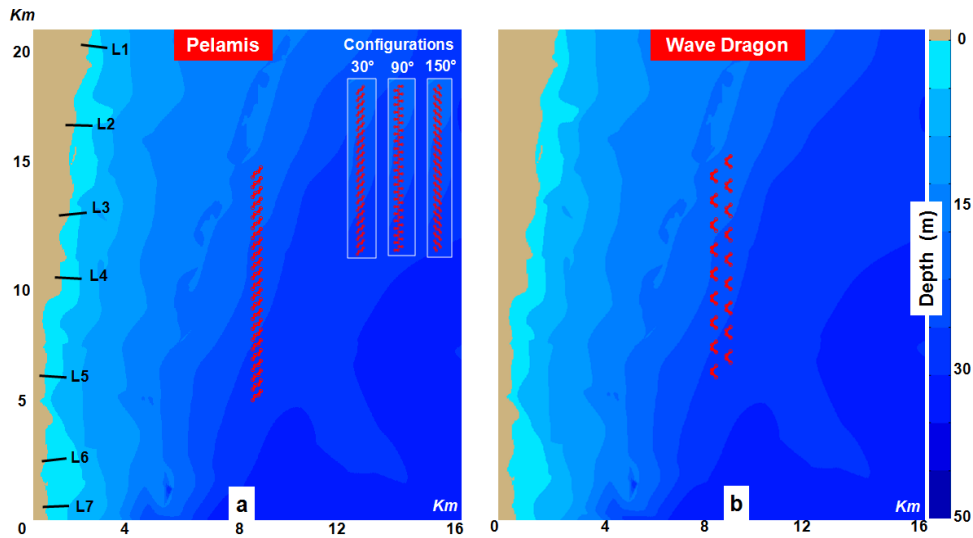 Km
20
15
10
5
0
4
8
12
16
L1
L2
L3
L4
L5
L6
L7
Pelamis
Configurations
30° 90° 150°
a
Km
Wave Dragon
b
Km
0
4
8
12
16
Depth (m)
0
15
30
50